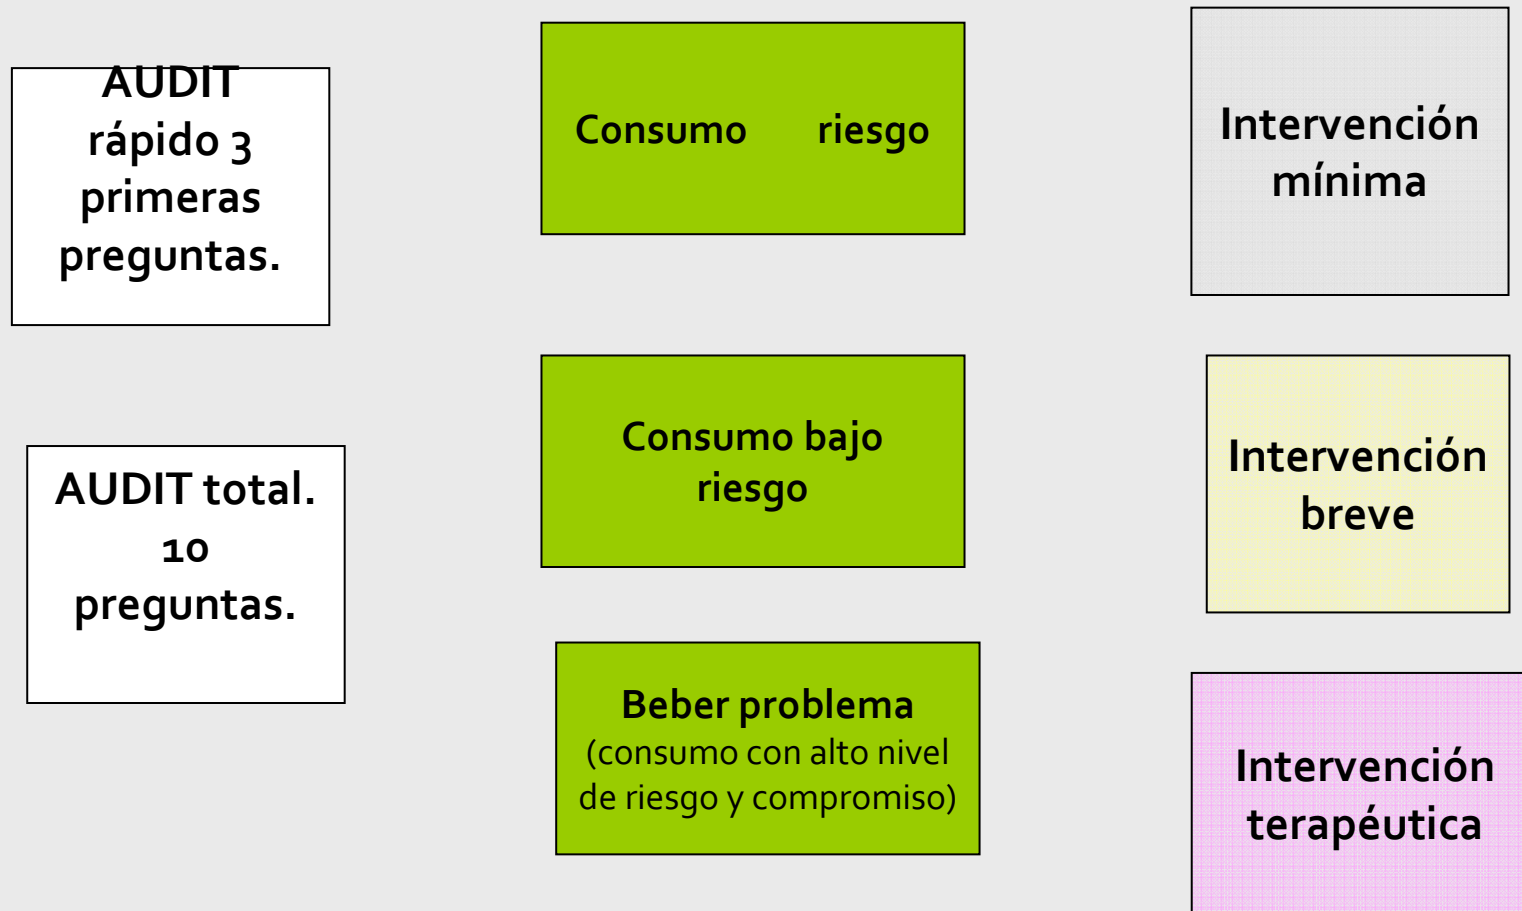 AUDIT
rápido 3
primeras
preguntas.
AUDIT total.
10
preguntas.
Consumo riesgo
Consumo bajo
riesgo
Beber problema
(consumo con alto nivel
de riesgo y compromiso)
Intervención
mínima
Intervención
breve
Intervención
terapéutica